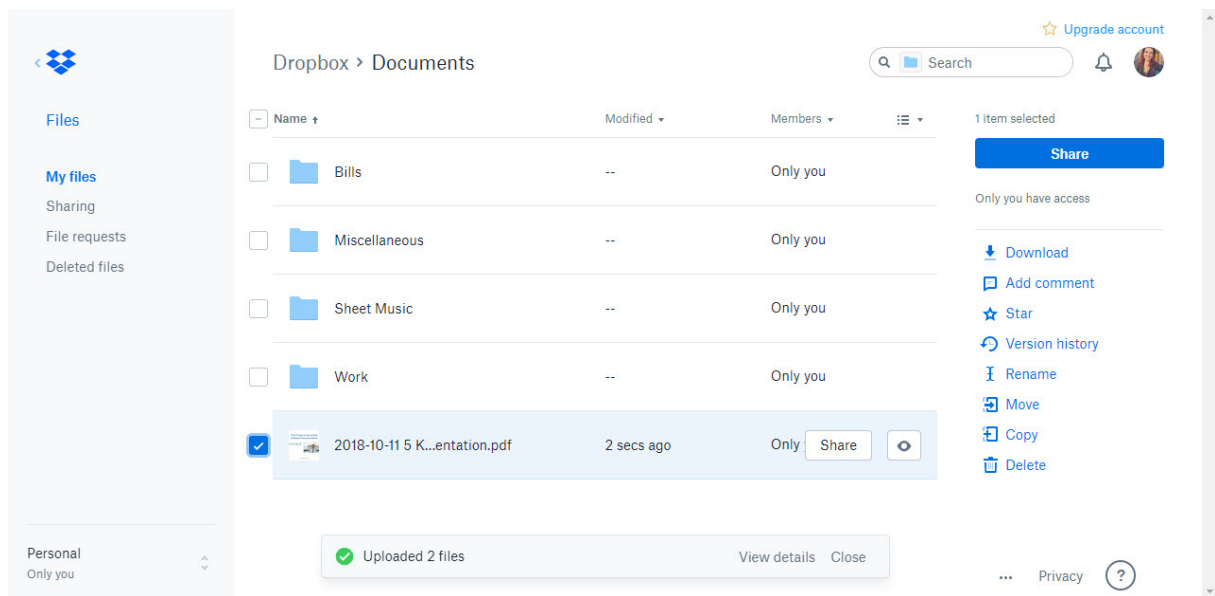 Upgrade account
Dropbox > Documents
Search
Files
My files
Sharing
File requests
Deleted files
Name ↑ Modified Members
Bills -- Only you
Miscellaneous -- Only you
Sheet Music -- Only you
Work -- Only you
2018-10-11 5 K...entation.pdf 2 secs ago Only Share
1 item selected
Share
Only you have access
Download
Add comment
Star
Version history
Rename
Move
Copy
Delete
Personal
Only you
Uploaded 2 files View details Close
... Privacy ?